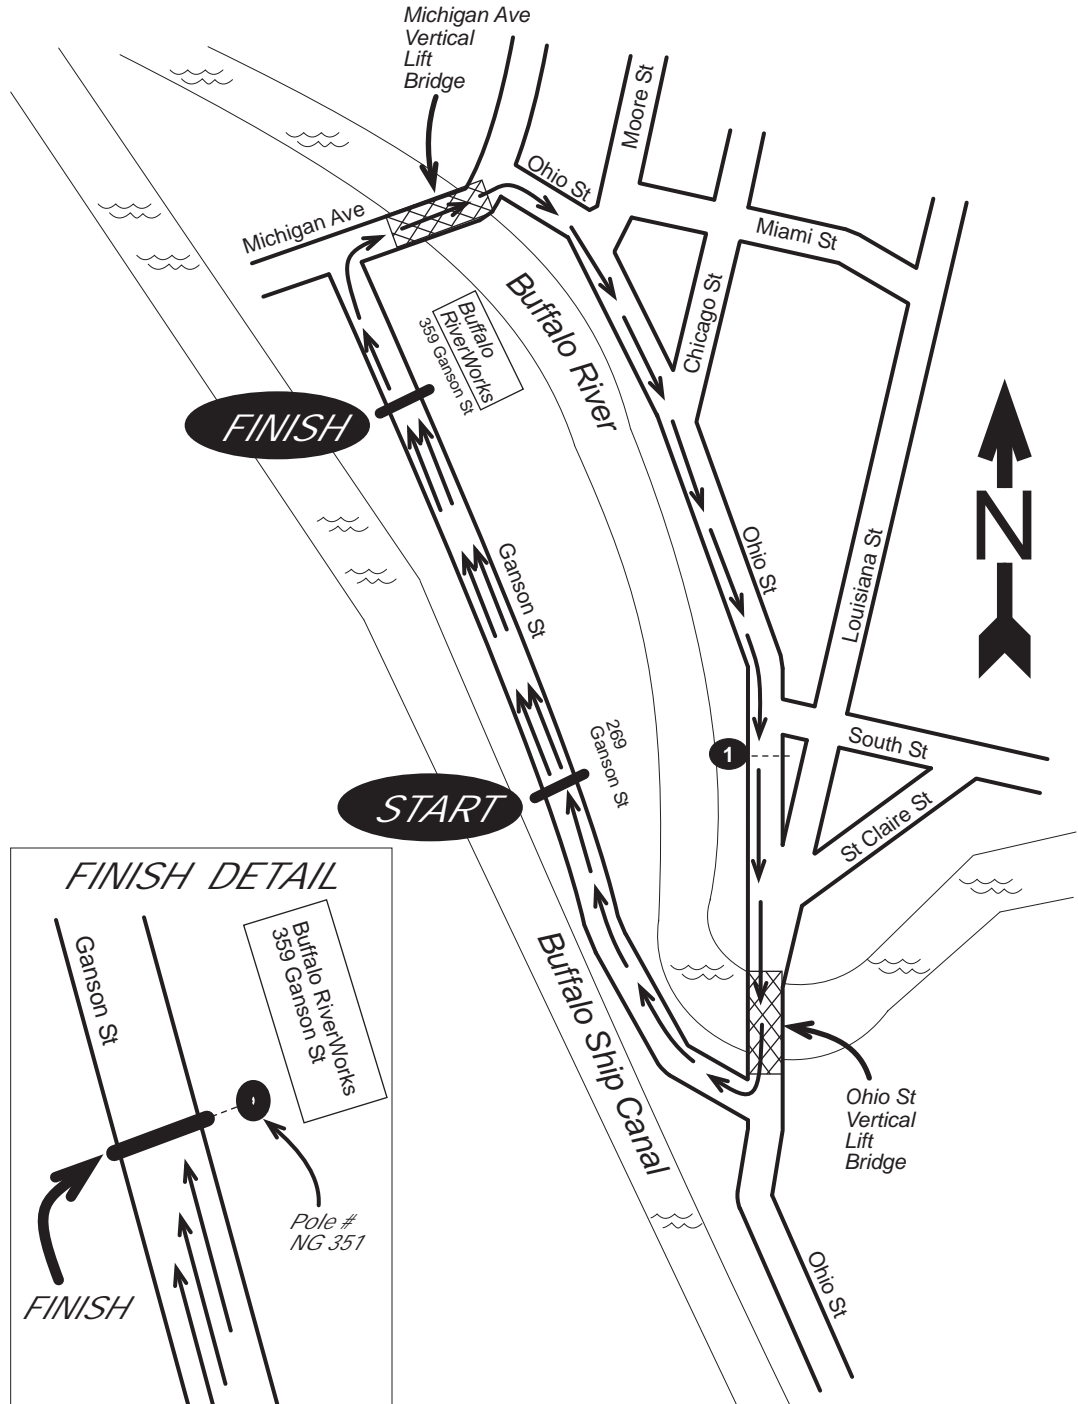 Michigan Ave
Vertical
Lift
Bridge
Moore St
Ohio St
Michigan Ave
Miami St
Buffalo
RiverWorks
359 Ganson St
Buffalo River
Chicago St
FINISH
N
Ganson St
Ohio St
Louisiana St
269
Ganson St
1
South St
START
St Claire St
Buffalo Ship Canal
Ohio St
Vertical
Lift
Bridge
Ohio St
FINISH DETAIL
Ganson St
Buffalo RiverWorks
359 Ganson St
Pole #
NG 351
FINISH